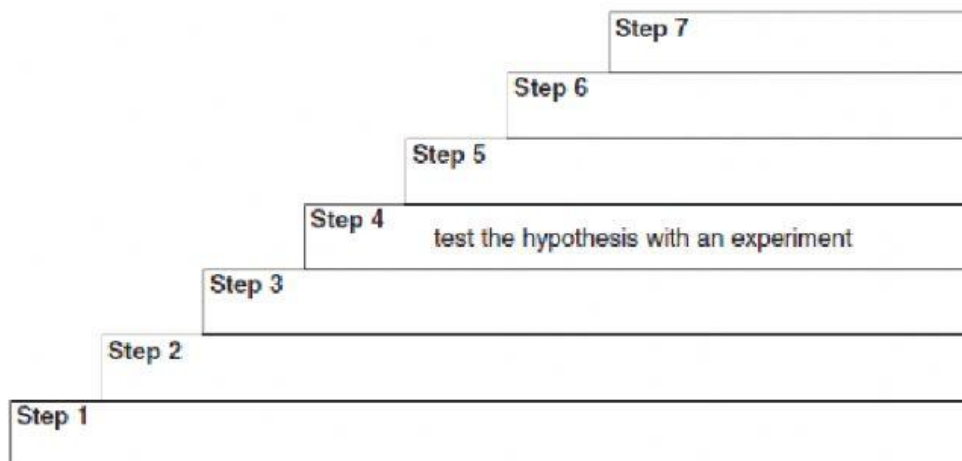 Step 7
Step 6
Step 5
Step 4 test the hypothesis with an experiment
Step 3
Step 2
Step 1